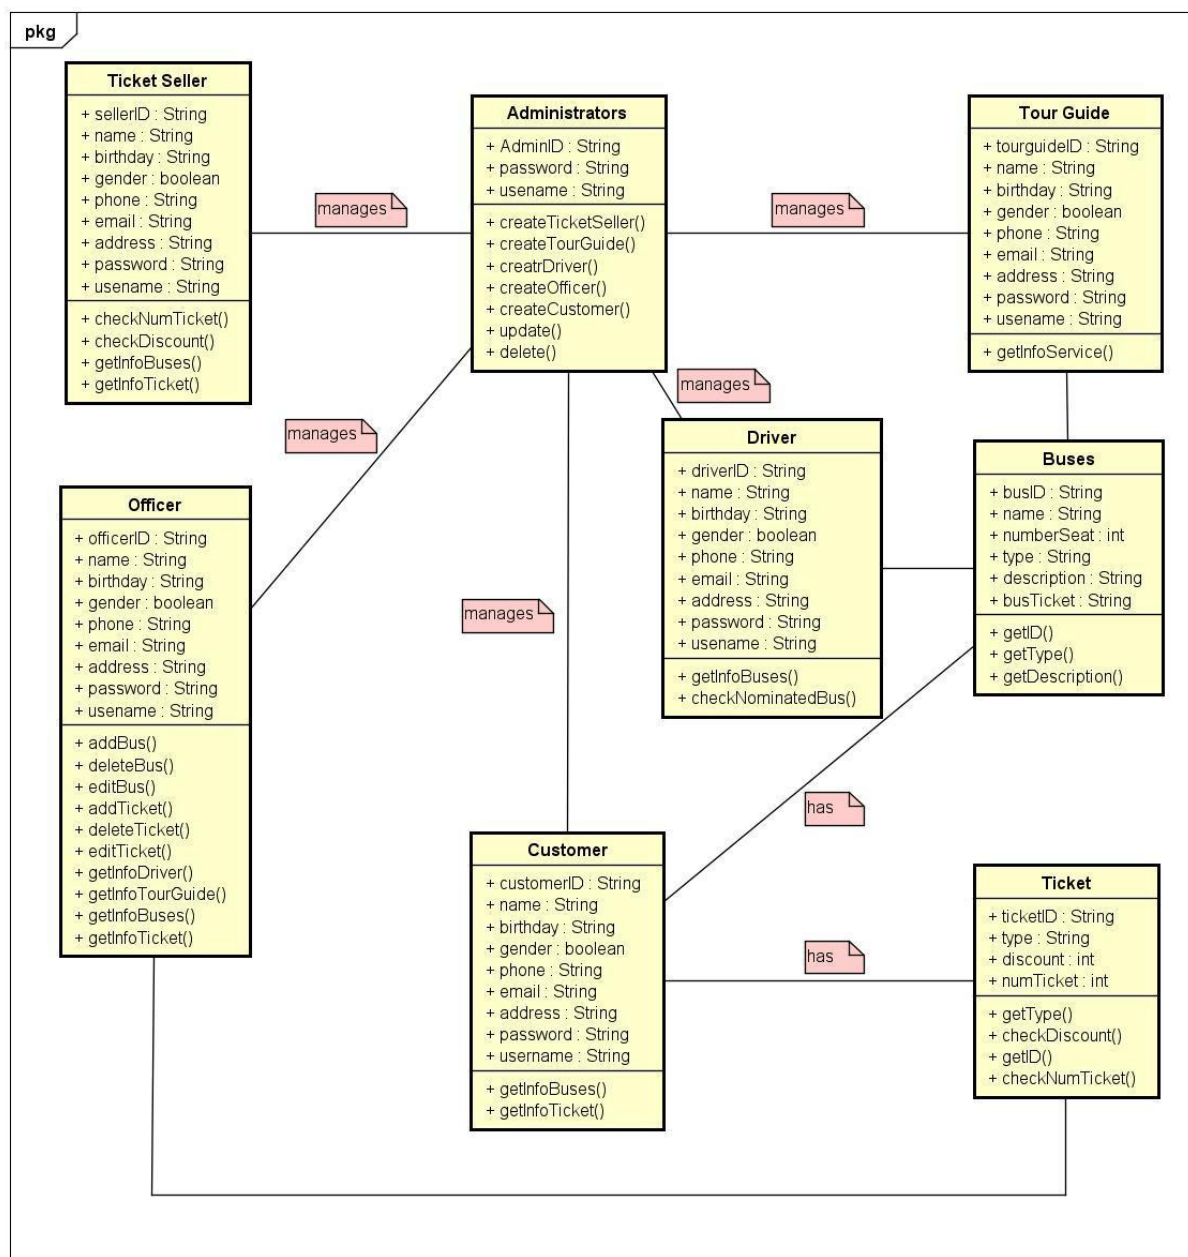 pkg
Ticket Seller
+ sellerID : String
+ name : String
+ birthday : String
+ gender : boolean
+ phone : String
+ email : String
+ address : String
+ password : String
+ usename : String
+ checkNumTicket()
+ checkDiscount()
+ getInfoBuses()
+ getInfoTicket()
manages
Administrators
+ AdminID : String
+ password : String
+ usename : String
+ createTicketSeller()
+ createTourGuide()
+ creatrDriver()
+ createOfficer()
+ createCustomer()
+ update()
+ delete()
manages
Tour Guide
+ tourguideID : String
+ name : String
+ birthday : String
+ gender : boolean
+ phone : String
+ email : String
+ address : String
+ password : String
+ usename : String
+ getInfoService()
manages
manages
Officer
+ officerID : String
+ name : String
+ birthday : String
+ gender : boolean
+ phone : String
+ email : String
+ address : String
+ password : String
+ usename : String
+ addBus()
+ deleteBus()
+ editBus()
+ addTicket()
+ deleteTicket()
+ editTicket()
+ getInfoDriver()
+ getInfoTourGuide()
+ getInfoBuses()
+ getInfoTicket()
manages
Driver
+ driverID : String
+ name : String
+ birthday : String
+ gender : boolean
+ phone : String
+ email : String
+ address : String
+ password : String
+ usename : String
+ getInfoBuses()
+ checkNominatedBus()
Buses
+ busID : String
+ name : String
+ numberSeat : int
+ type : String
+ description : String
+ busTicket : String
+ getID()
+ getType()
+ getDescription()
has
Customer
+ customerID : String
+ name : String
+ birthday : String
+ gender : boolean
+ phone : String
+ email : String
+ address : String
+ password : String
+ username : String
+ getInfoBuses()
+ getInfoTicket()
has
Ticket
+ ticketID : String
+ type : String
+ discount : int
+ numTicket : int
+ getType()
+ checkDiscount()
+ getID()
+ checkNumTicket()